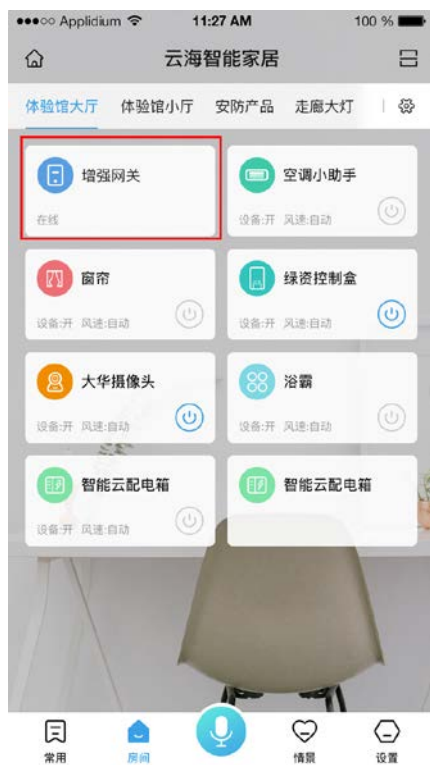 ●●●○○ Applidium 11:27 AM 100 %
云海智能家居
体验馆大厅 体验馆小厅 安防产品 走廊大灯
增强网关
在线
空调小助手
设备:开 风速:自动
窗帘
设备:开 风速:自动
绿资控制盒
设备:开 风速:自动
大华摄像头
设备:开 风速:自动
浴霸
设备:开 风速:自动
智能云配电箱
设备:开 风速:自动
智能云配电箱
常用 房间 情景 设置